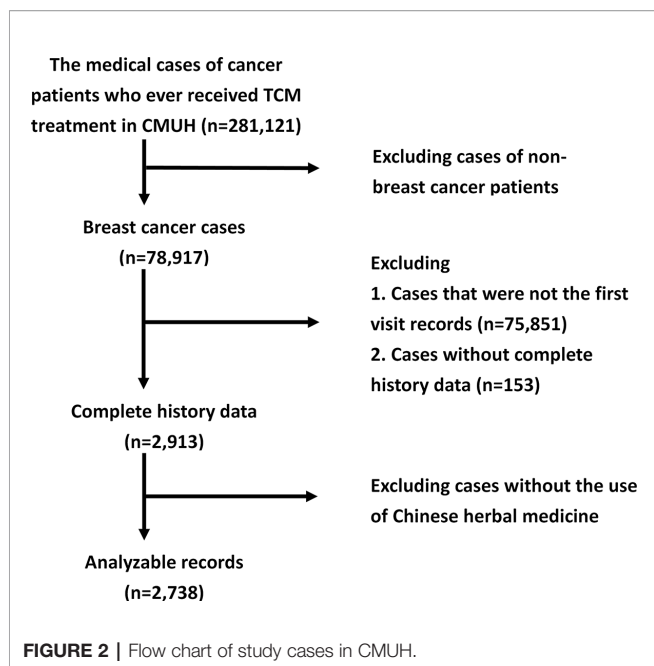 The medical cases of cancer
patients who ever received TCM
treatment in CMUH (n=281,121)
Excluding cases of non-
breast cancer patients
Breast cancer cases
(n=78,917)
Excluding
1. Cases that were not the first
visit records (n=75,851)
2. Cases without complete
history data (n=153)
Complete history data
(n=2,913)
Excluding cases without the use
of Chinese herbal medicine
Analyzable records
(n=2,738)
FIGURE 2 | Flow chart of study cases in CMUH.